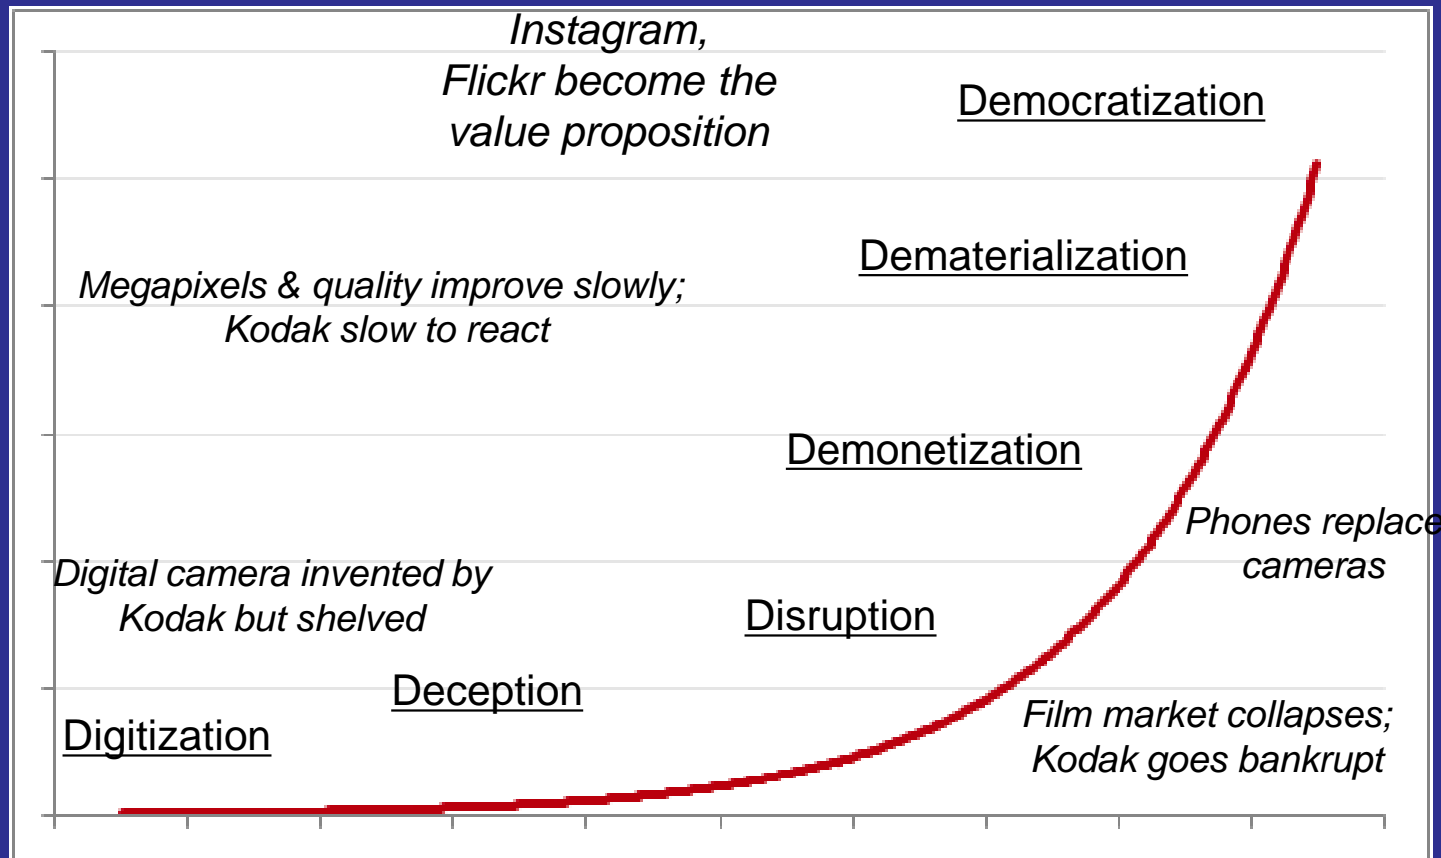 Instagram,
Flickr become the
value proposition
Democratization
Dematerialization
Megapixels & quality improve slowly;
Kodak slow to react
Demonetization
Phones replace
cameras
Digital camera invented by
Kodak but shelved
Disruption
Deception
Digitization
Film market collapses;
Kodak goes bankrupt